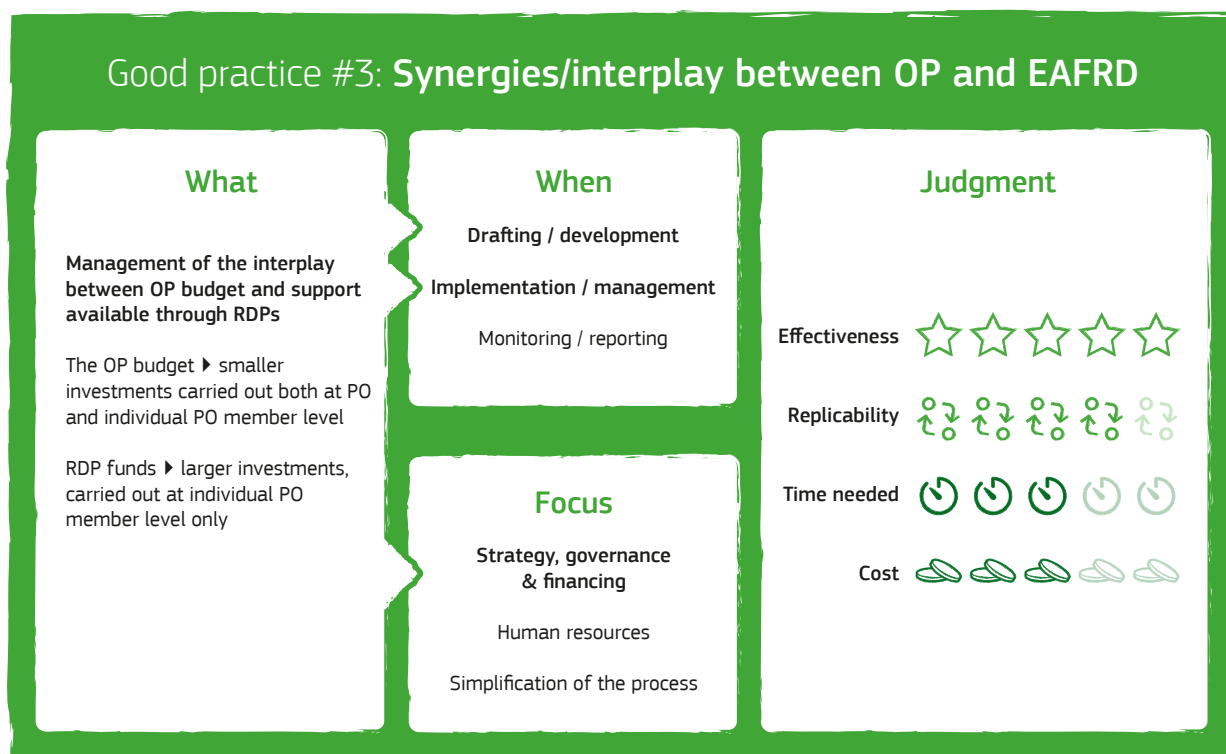 Good practice #3: Synergies/interplay between OP and EAFRD
What
Management of the interplay
between OP budget and support
available through RDPs
The OP budget ▶ smaller
investments carried out both at PO
and individual PO member level
RDP funds ▶ larger investments,
carried out at individual PO
member level only
When
Drafting / development
Implementation / management
Monitoring / reporting
Focus
Strategy, governance
& financing
Human resources
Simplification of the process
Judgment
Effectiveness
Replicability
Time needed
Cost